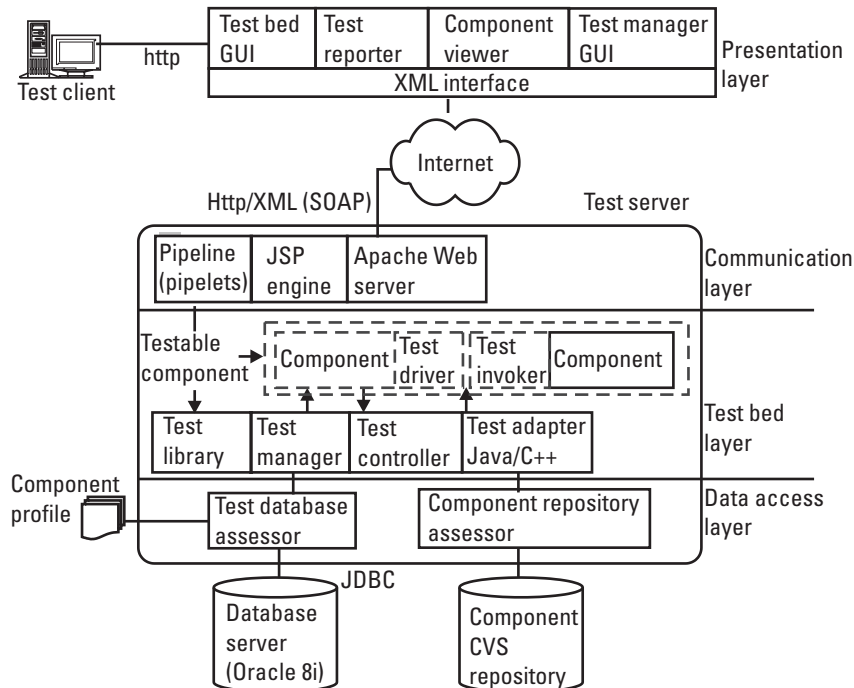 Test bed
GUI
Test
reporter
Component
viewer
Test manager
GUI
http
Test client
XML interface
Presentation
layer
Internet
Http/XML (SOAP)
Test server
Pipeline
(pipelets)
JSP
engine
Apache Web
server
Communication
layer
Testable
component
Component
Test
driver
Test
invoker
Component
Test
library
Test
manager
Test
controller
Test adapter
Java/C++
Test bed
layer
Component
profile
Test database
assessor
Component repository
assessor
Data access
layer
JDBC
Database
server
(Oracle 8i)
Component
CVS
repository